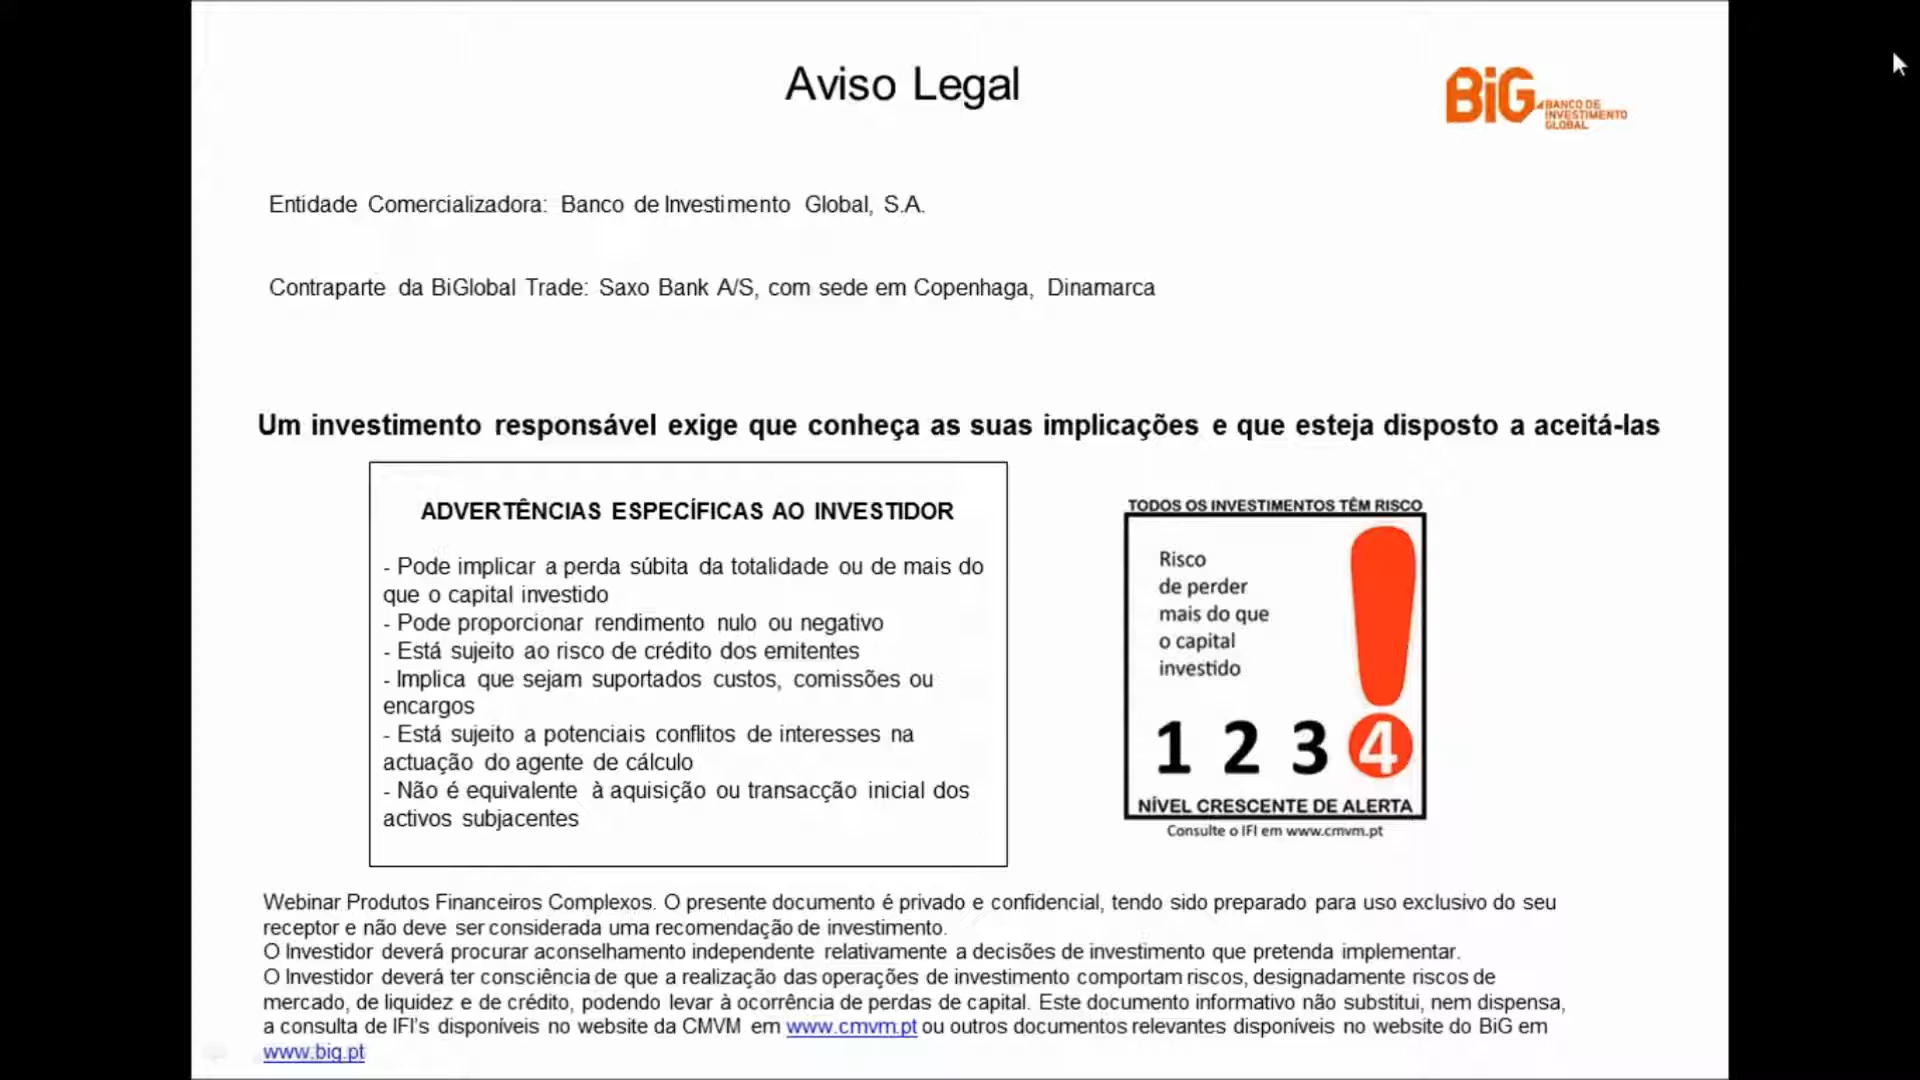 Aviso Legal
BiG
BANCO DE
INVESTIMENTO
GLOBAL
Entidade Comercializadora: Banco de Investimento Global, S.A.
Contraparte da BiGlobal Trade: Saxo Bank A/S, com sede em Copenhaga, Dinamarca
Um investimento responsável exige que conheça as suas implicações e que esteja disposto a aceitá-las
ADVERTÊNCIAS ESPECÍFICAS AO INVESTIDOR
- Pode implicar a perda súbita da totalidade ou de mais do
que o capital investido
- Pode proporcionar rendimento nulo ou negativo
- Está sujeito ao risco de crédito dos emitentes
- Implica que sejam suportados custos, comissões ou
encargos
- Está sujeito a potenciais conflitos de interesses na
actuação do agente de cálculo
- Não é equivalente à aquisição ou transacção inicial dos
activos subjacentes
TODOS OS INVESTIMENTOS TÊM RISCO
Risco
de perder
mais do que
o capital
investido
1 2 3 4
NÍVEL CRESCENTE DE ALERTA
Consulte o IFI em www.cmvm.pt
Webinar Produtos Financeiros Complexos. O presente documento é privado e confidencial, tendo sido preparado para uso exclusivo do seu
receptor e não deve ser considerada uma recomendação de investimento.
O Investidor deverá procurar aconselhamento independente relativamente a decisões de investimento que pretenda implementar.
O Investidor deverá ter consciência de que a realização das operações de investimento comportam riscos, designadamente riscos de
mercado, de liquidez e de crédito, podendo levar à ocorrência de perdas de capital. Este documento informativo não substitui, nem dispensa,
a consulta de IFI's disponíveis no website da CMVM em www.cmvm.pt ou outros documentos relevantes disponíveis no website do BiG em
www.big.pt